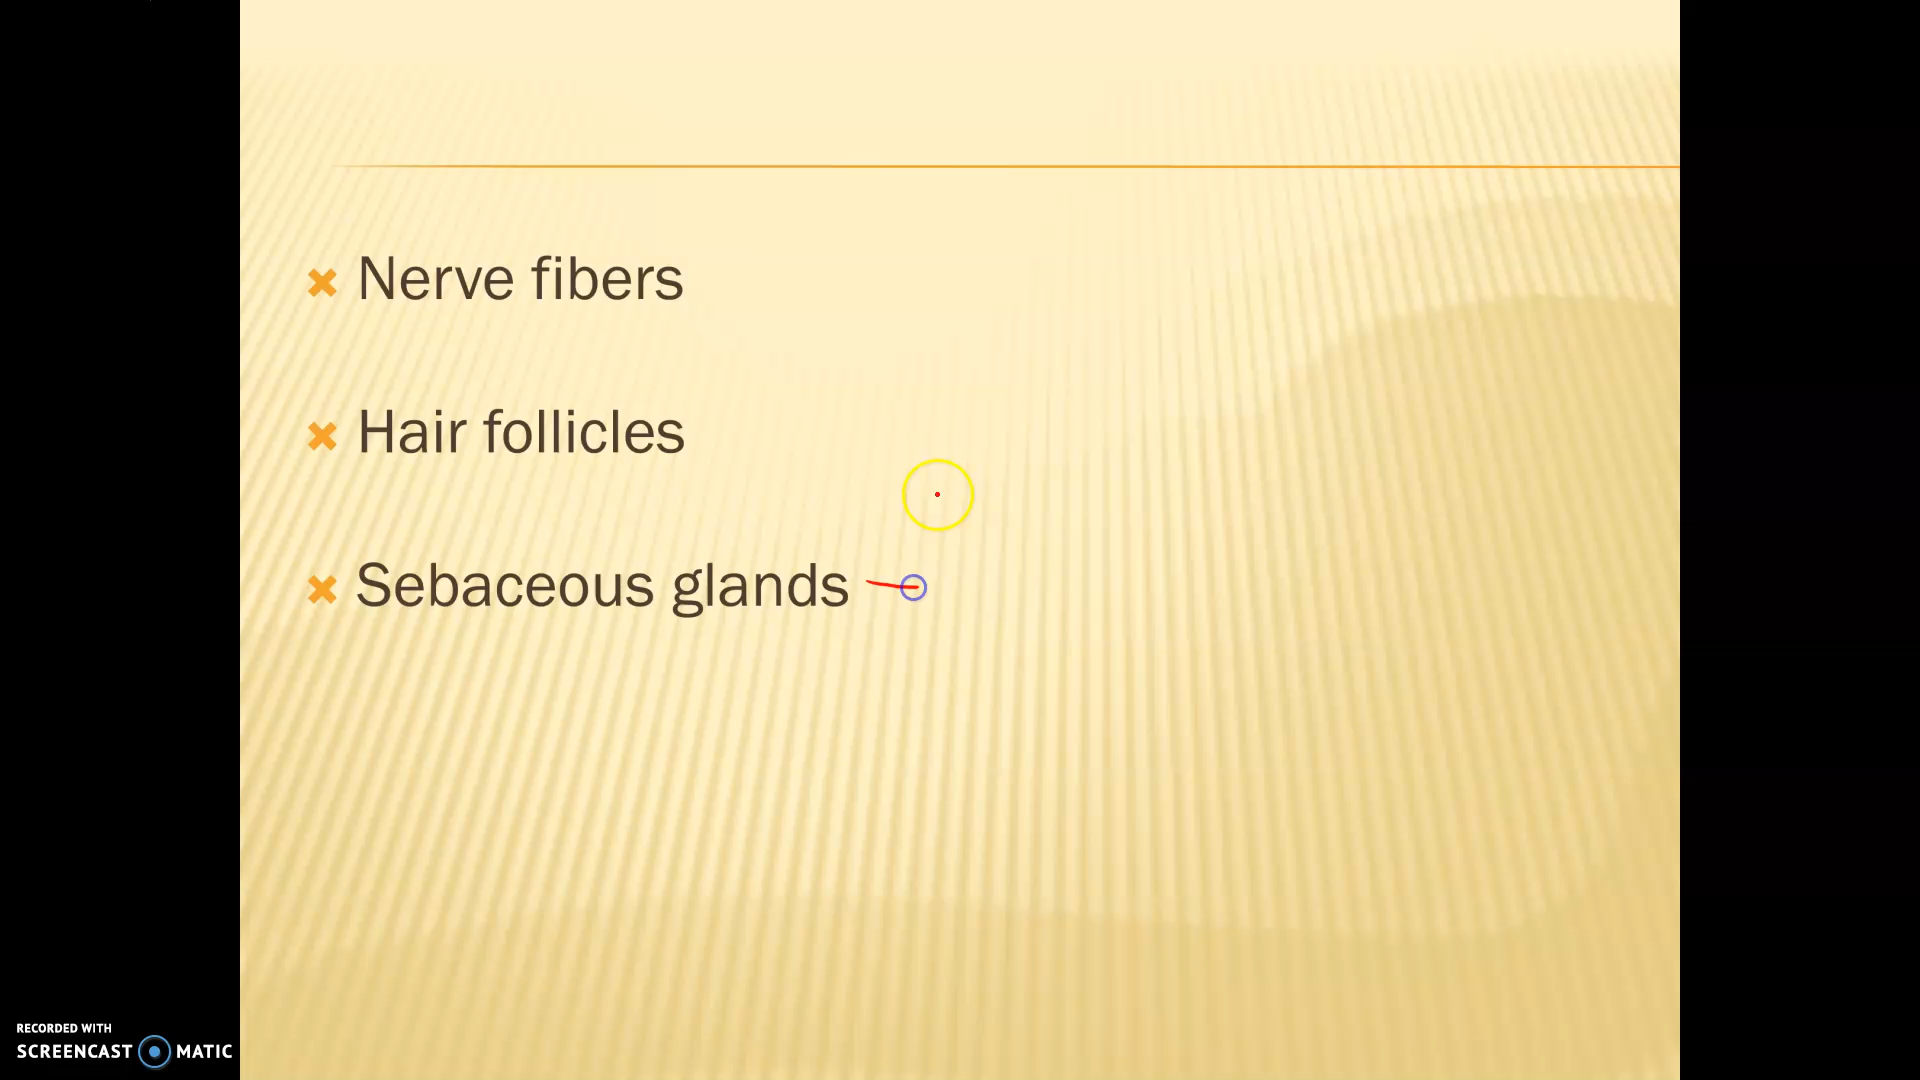 Nerve fibers
Hair follicles
Sebaceous glands
RECORDED WITH
SCREENCAST MATIC